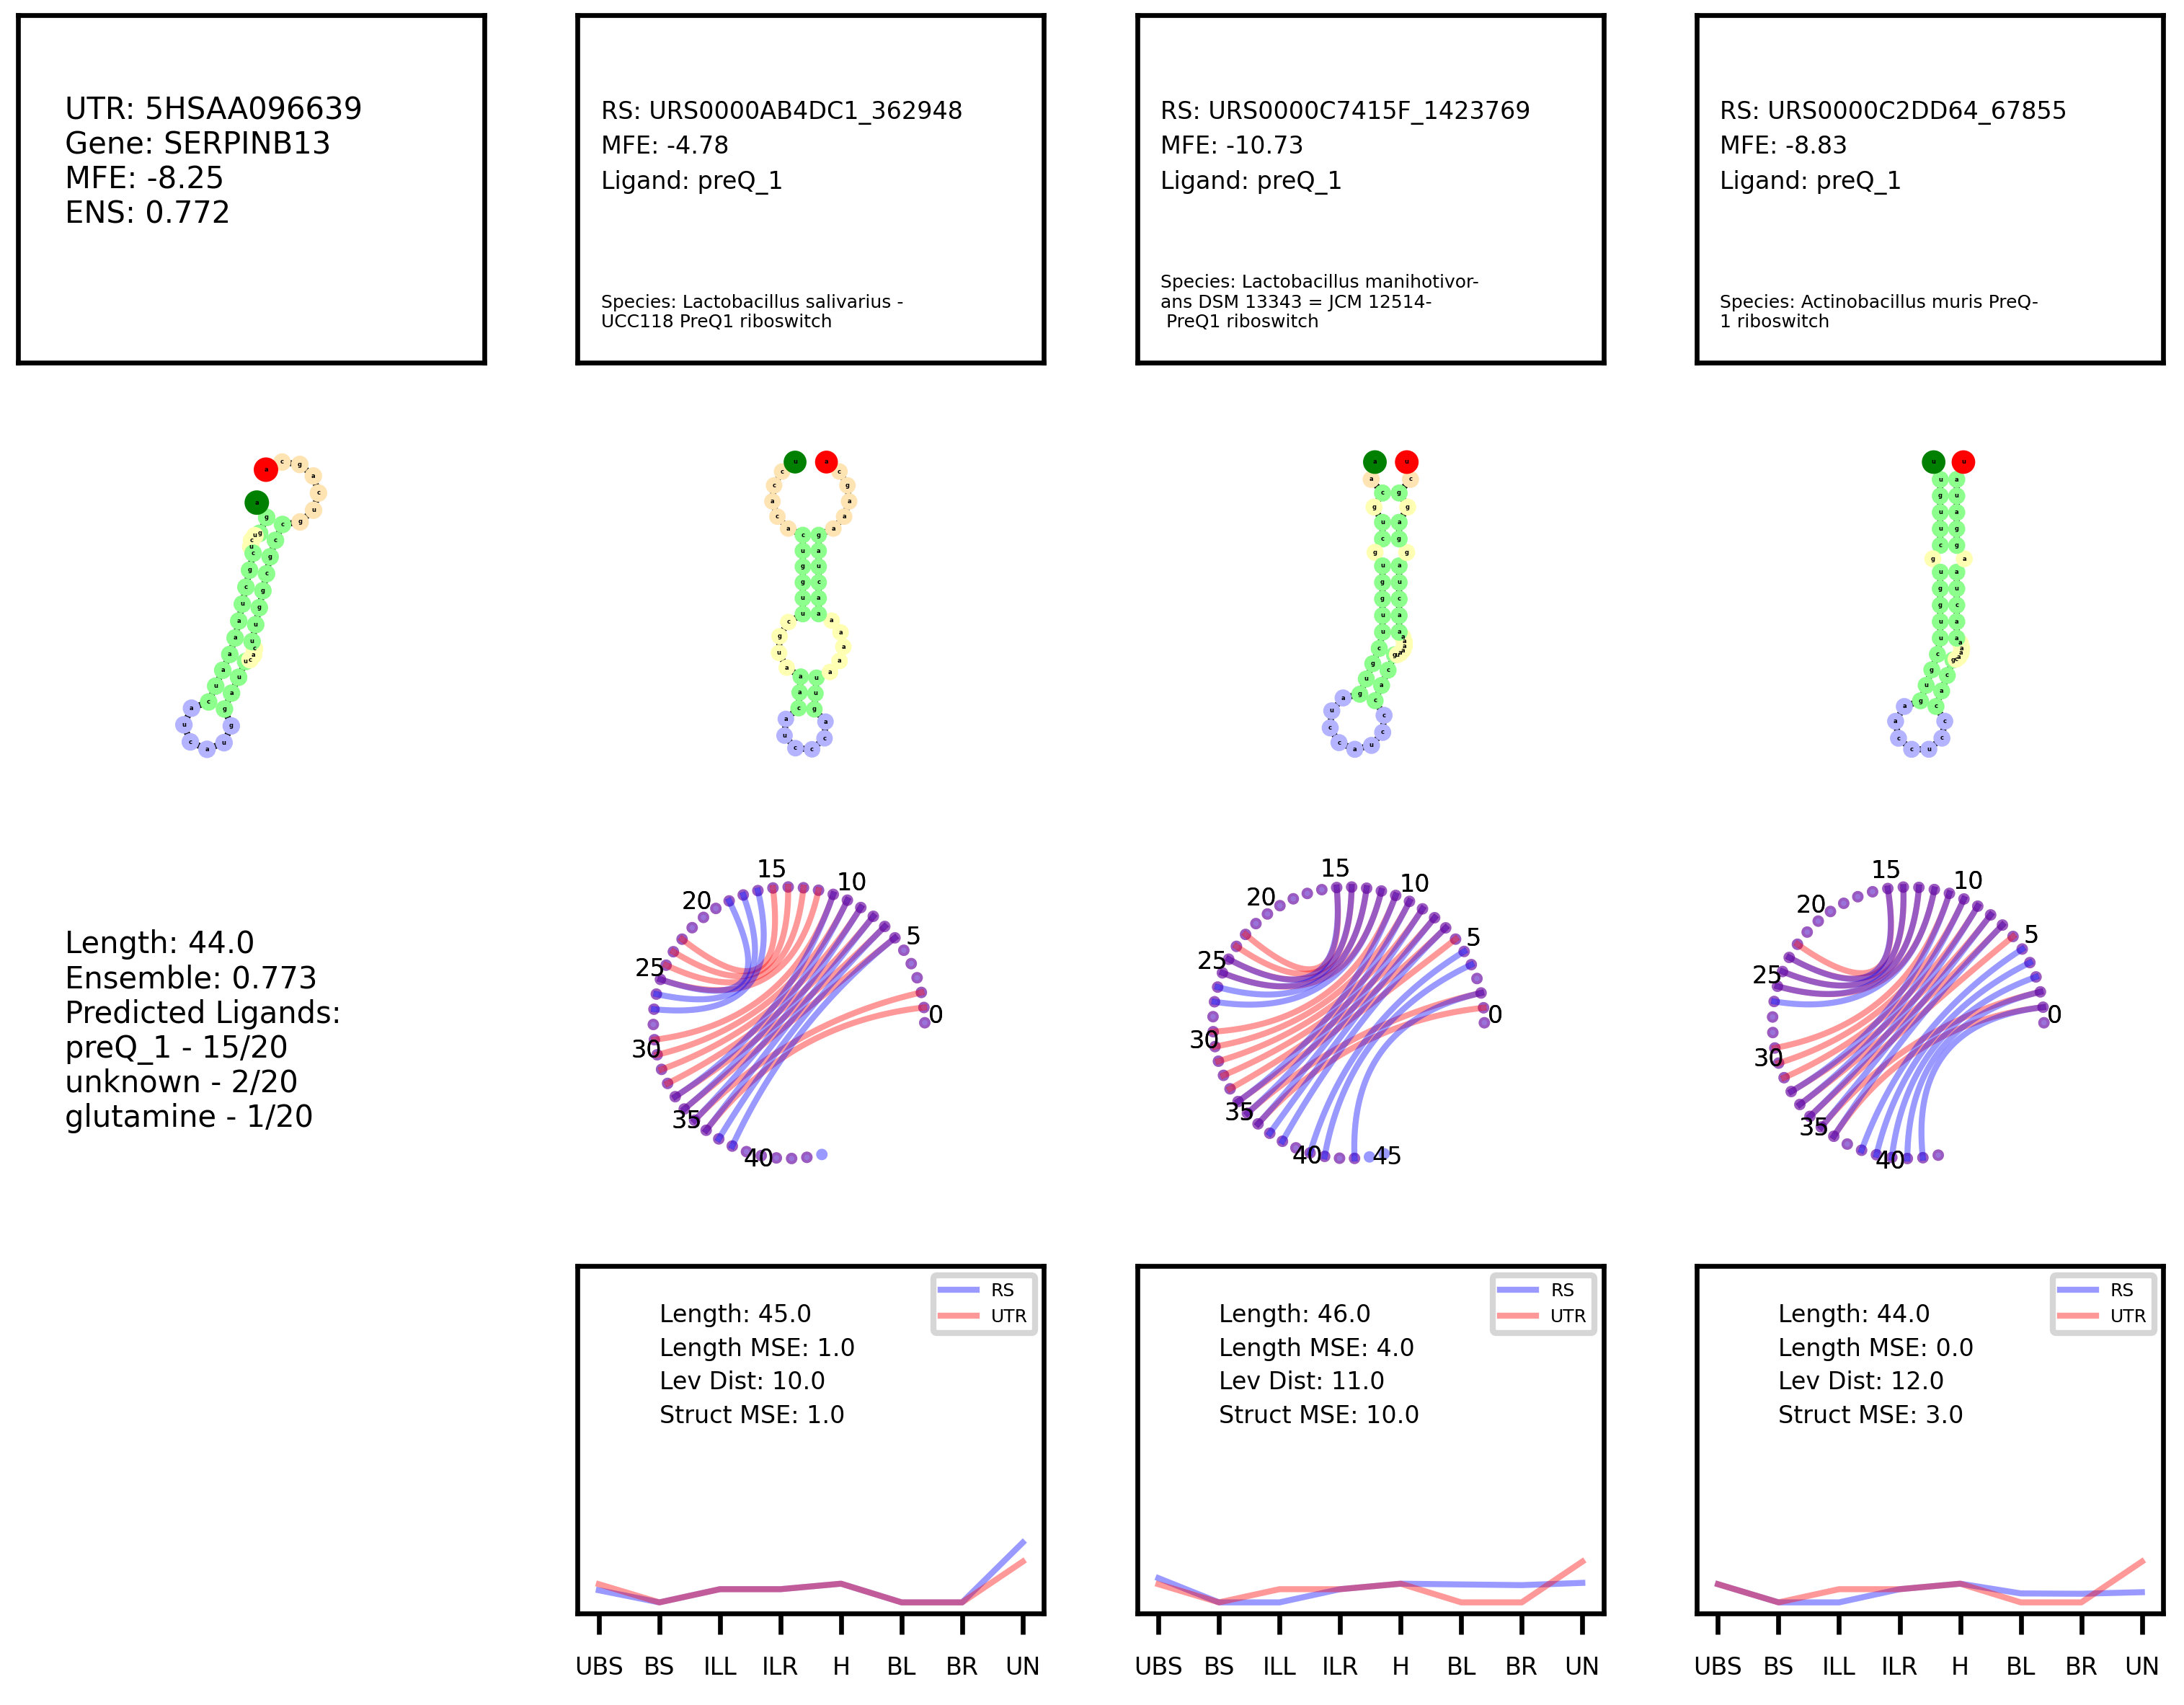 UTR: 5HSAA096639
Gene: SERPINB13
MFE: -8.25
ENS: 0.772
RS: URS0000AB4DC1_362948
MFE: -4.78
Ligand: preQ_1
Species: Lactobacillus salivarius -
UCC118 PreQ1 riboswitch
RS: URS0000C7415F_1423769
MFE: -10.73
Ligand: preQ_1
Species: Lactobacillus manihotivor-
ans DSM 13343 = JCM 12514-
PreQ1 riboswitch
RS: URS0000C2DD64_67855
MFE: -8.83
Ligand: preQ_1
Species: Actinobacillus muris PreQ-
1 riboswitch
Length: 44.0
Ensemble: 0.773
Predicted Ligands:
preQ_1 - 15/20
unknown - 2/20
glutamine - 1/20
0
5
10
15
20
25
30
35
40
0
5
10
15
20
25
30
35
40
45
0
5
10
15
20
25
30
35
40
RS
UTR
Length: 45.0
Length MSE: 1.0
Lev Dist: 10.0
Struct MSE: 1.0
UBS BS ILL ILR H BL BR UN
RS
UTR
Length: 46.0
Length MSE: 4.0
Lev Dist: 11.0
Struct MSE: 10.0
UBS BS ILL ILR H BL BR UN
RS
UTR
Length: 44.0
Length MSE: 0.0
Lev Dist: 12.0
Struct MSE: 3.0
UBS BS ILL ILR H BL BR UN